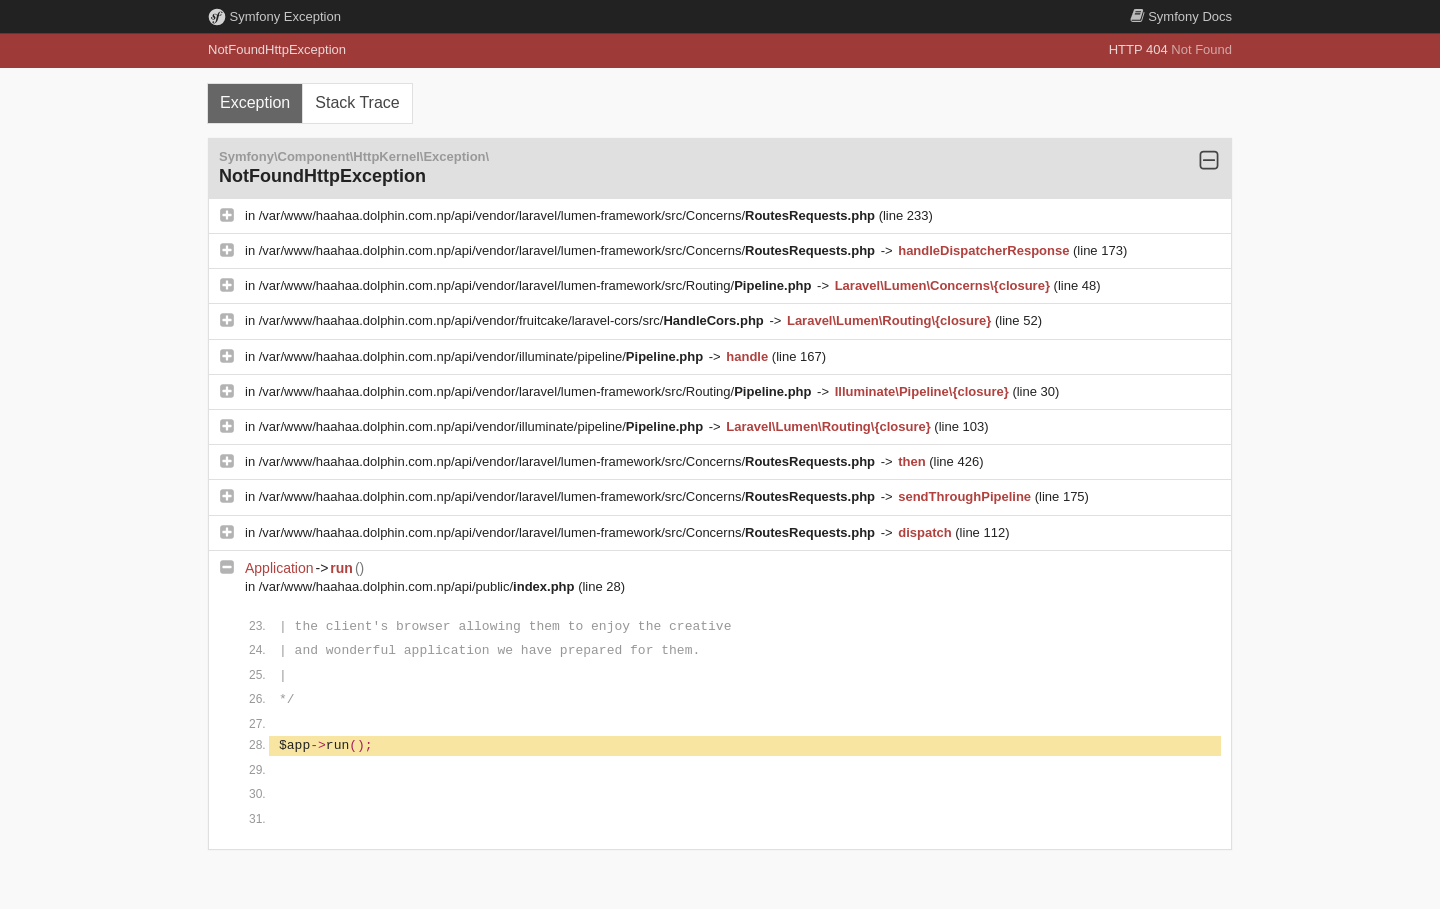 Symfony Exception
Symfony Docs
NotFoundHttpException
HTTP 404 Not Found
Exception
Stack Trace
Symfony\Component\HttpKernel\Exception\
NotFoundHttpException
in /var/www/haahaa.dolphin.com.np/api/vendor/laravel/lumen-framework/src/Concerns/RoutesRequests.php (line 233)
in /var/www/haahaa.dolphin.com.np/api/vendor/laravel/lumen-framework/src/Concerns/RoutesRequests.php -> handleDispatcherResponse (line 173)
in /var/www/haahaa.dolphin.com.np/api/vendor/laravel/lumen-framework/src/Routing/Pipeline.php -> Laravel\Lumen\Concerns\{closure} (line 48)
in /var/www/haahaa.dolphin.com.np/api/vendor/fruitcake/laravel-cors/src/HandleCors.php -> Laravel\Lumen\Routing\{closure} (line 52)
in /var/www/haahaa.dolphin.com.np/api/vendor/illuminate/pipeline/Pipeline.php -> handle (line 167)
in /var/www/haahaa.dolphin.com.np/api/vendor/laravel/lumen-framework/src/Routing/Pipeline.php -> Illuminate\Pipeline\{closure} (line 30)
in /var/www/haahaa.dolphin.com.np/api/vendor/illuminate/pipeline/Pipeline.php -> Laravel\Lumen\Routing\{closure} (line 103)
in /var/www/haahaa.dolphin.com.np/api/vendor/laravel/lumen-framework/src/Concerns/RoutesRequests.php -> then (line 426)
in /var/www/haahaa.dolphin.com.np/api/vendor/laravel/lumen-framework/src/Concerns/RoutesRequests.php -> sendThroughPipeline (line 175)
in /var/www/haahaa.dolphin.com.np/api/vendor/laravel/lumen-framework/src/Concerns/RoutesRequests.php -> dispatch (line 112)
Application->run()
in /var/www/haahaa.dolphin.com.np/api/public/index.php (line 28)
23. | the client's browser allowing them to enjoy the creative
24. | and wonderful application we have prepared for them.
25. |
26. */
27.
28. $app->run();
29.
30.
31.